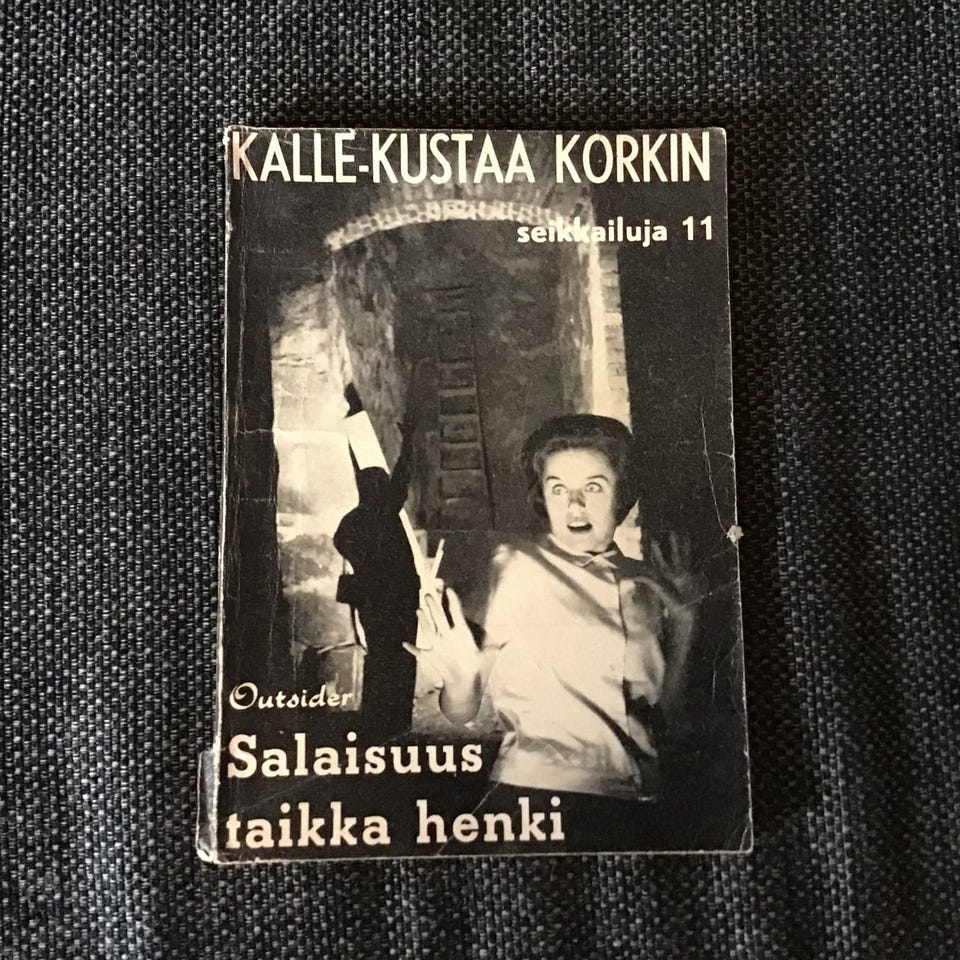 KALLE-KUSTAA KORKIN
seikkailuja 11
Outsider
Salaisuus
taikka henki